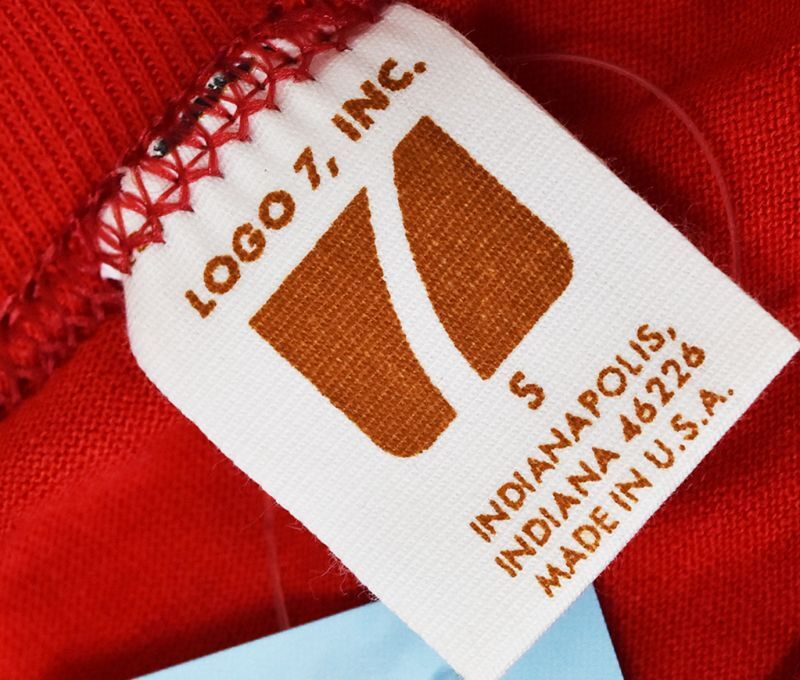 LOGO 7, INC.
S
INDIANAPOLIS,
INDIANA 46226
MADE IN U.S.A.